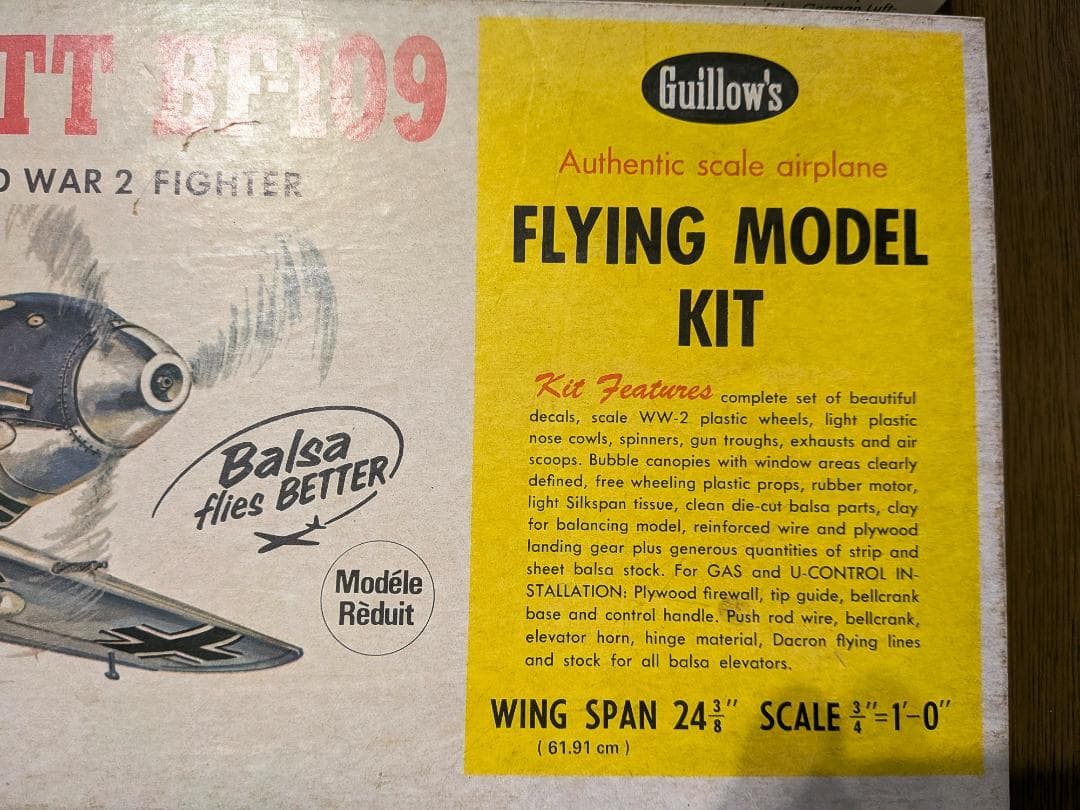 TT BF-109
D WAR 2 FIGHTER
Balsa
flies BETTER
Modéle
Rèduit
Guillow's
Authentic scale airplane
FLYING MODEL
KIT
Kit Features complete set of beautiful
decals, scale WW-2 plastic wheels, light plastic
nose cowls, spinners, gun troughs, exhausts and air
scoops. Bubble canopies with window areas clearly
defined, free wheeling plastic props, rubber motor,
light Silkspan tissue, clean die-cut balsa parts, clay
for balancing model, reinforced wire and plywood
landing gear plus generous quantities of strip and
sheet balsa stock. For GAS and U-CONTROL IN-
STALLATION: Plywood firewall, tip guide, bellcrank
base and control handle. Push rod wire, bellcrank,
elevator horn, hinge material, Dacron flying lines
and stock for all balsa elevators.
WING SPAN 24 3/8" SCALE 3/4"=1'-0"
( 61.91 cm )